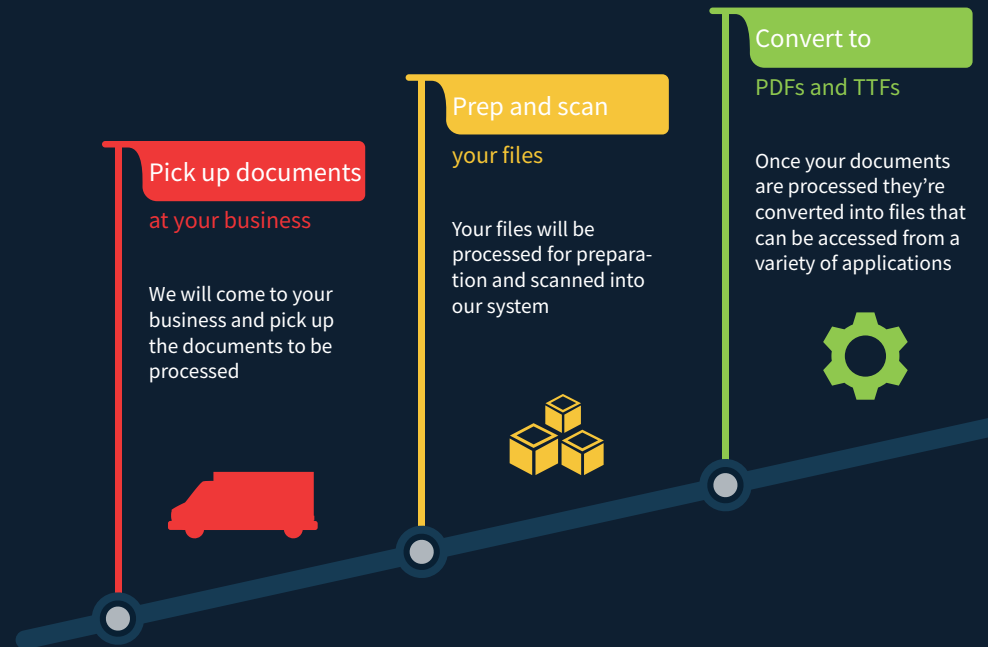 Pick up documents
at your business
We will come to your
business and pick up
the documents to be
processed
Prep and scan
your files
Your files will be
processed for prepara-
tion and scanned into
our system
Convert to
PDFs and TTFs
Once your documents
are processed they’re
converted into files that
can be accessed from a
variety of applications